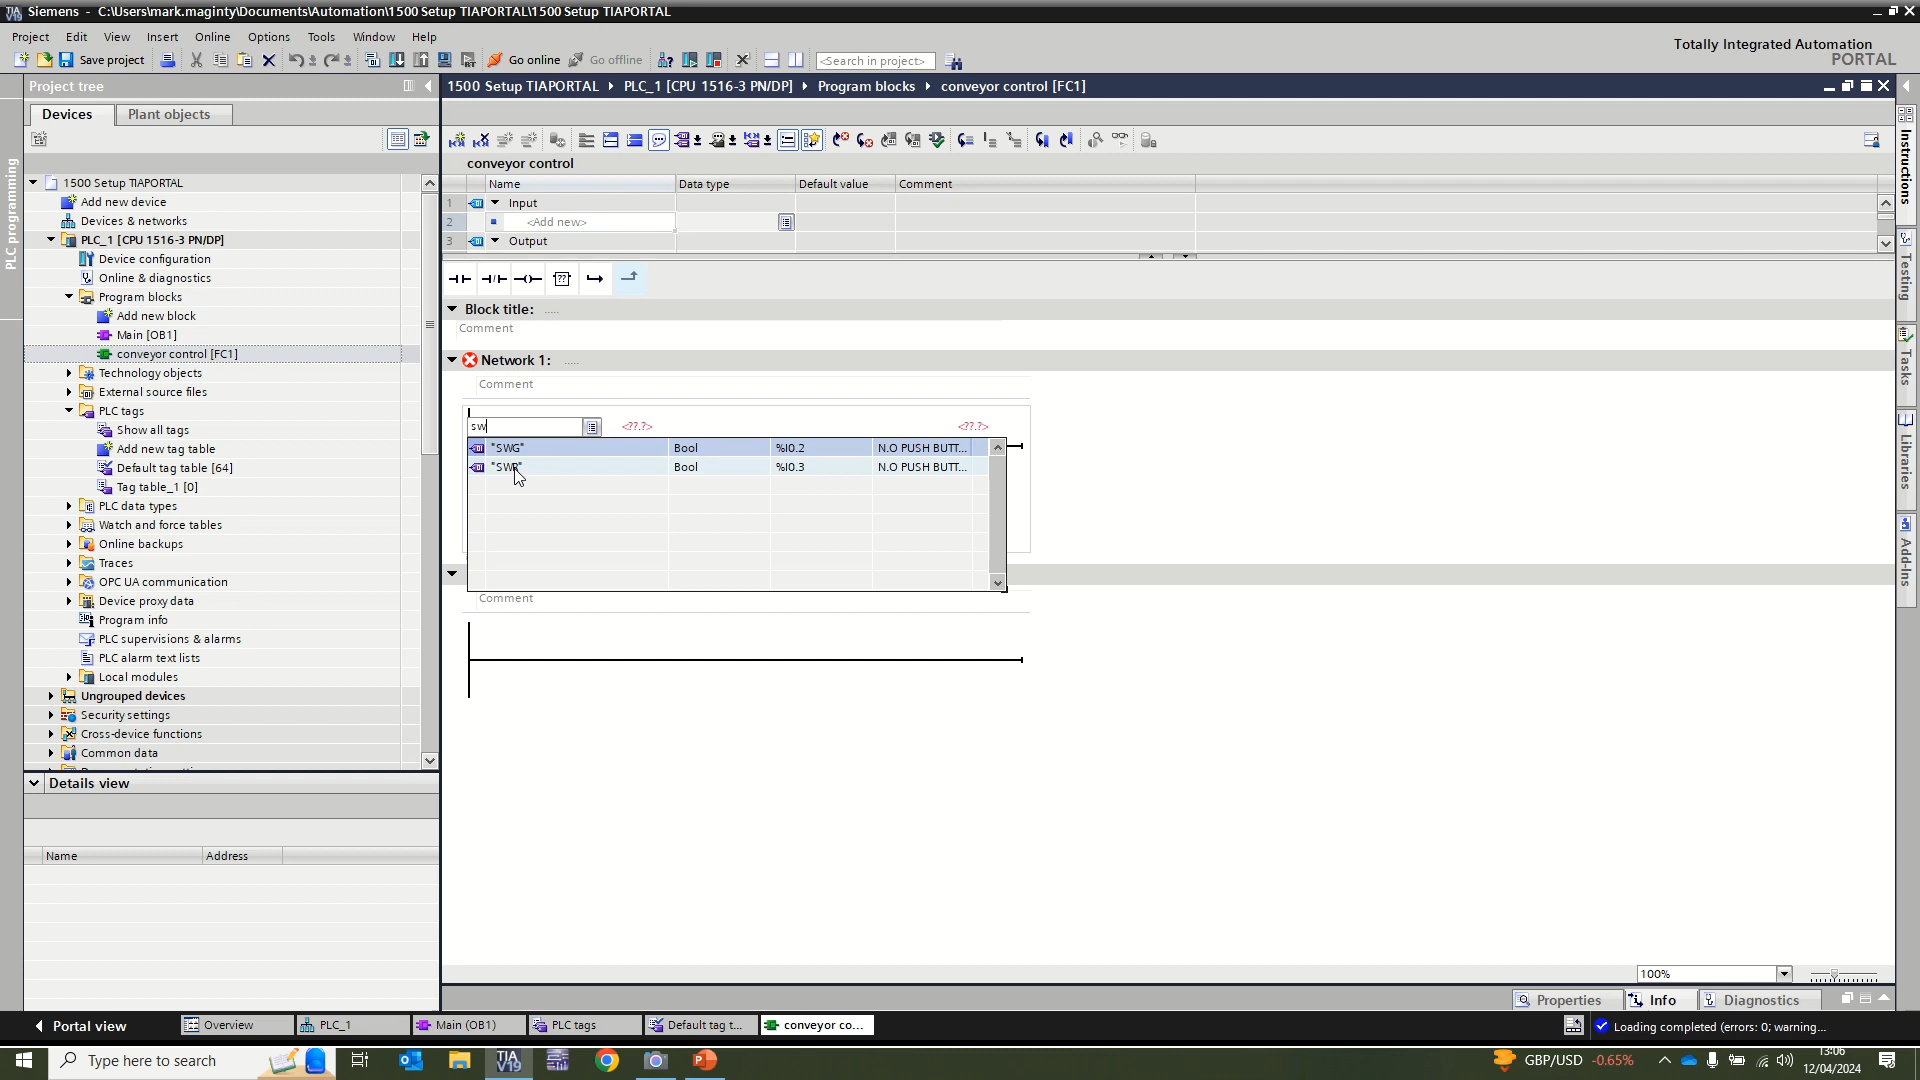 Siemens - C:\Users\mark.maginty\Documents\Automation\1500 Setup TIAPORTAL\1500 Setup TIAPORTAL
Project Edit View Insert Online Options Tools Window Help
Totally Integrated Automation
PORTAL
Save project Go online Go offline <Search in project>
Project tree
1500 Setup TIAPORTAL PLC_1 [CPU 1516-3 PN/DP] Program blocks conveyor control [FC1]
Devices Plant objects
PLC programming
1500 Setup TIAPORTAL
Add new device
Devices & networks
PLC_1 [CPU 1516-3 PN/DP]
Device configuration
Online & diagnostics
Program blocks
Add new block
Main [OB1]
conveyor control [FC1]
Technology objects
External source files
PLC tags
Show all tags
Add new tag table
Default tag table [64]
Tag table_1 [0]
PLC data types
Watch and force tables
Online backups
Traces
OPC UA communication
Device proxy data
Program info
PLC supervisions & alarms
PLC alarm text lists
Local modules
Ungrouped devices
Security settings
Cross-device functions
Common data
Details view
Name Address
conveyor control
Name Data type Default value Comment
1 Input
2 <Add new>
3 Output
??
Block title: .....
Comment
Network 1: .....
Comment
sw <??.?> <??.?>
"SWG" Bool %I0.2 N.O PUSH BUTT...
"SWR" Bool %I0.3 N.O PUSH BUTT...
Comment
100%
Properties Info Diagnostics
Instructions
Testing
Tasks
Libraries
Add-Ins
Portal view Overview PLC_1 Main (OB1) PLC tags Default tag t... conveyor co... Loading completed (errors: 0; warning...
Type here to search TIA V19 GBP/USD -0.65% 13:06
12/04/2024